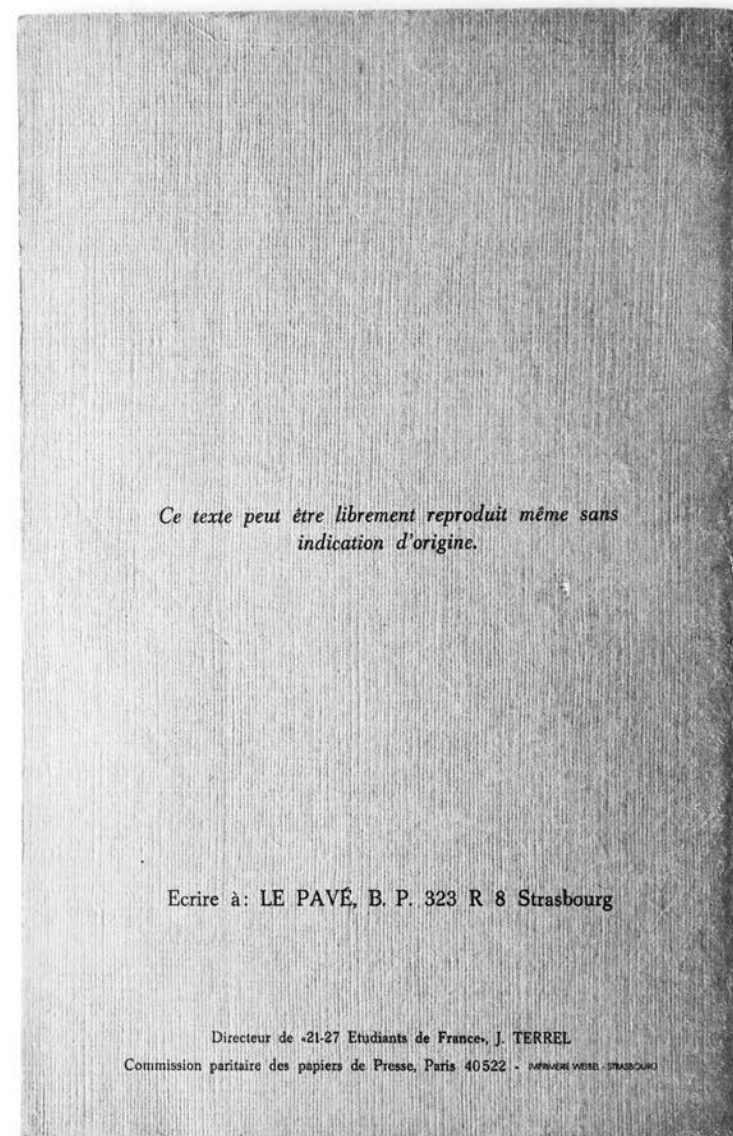 Ce texte peut être librement reproduit même sans
indication d'origine.
Ecrire à: LE PAVÉ, B. P. 323 R 8 Strasbourg
Directeur de «21-27 Etudiants de France», J. TERREL
Commission paritaire des papiers de Presse, Paris 40522 - IMPRIMERIE WEIBEL - STRASBOURG